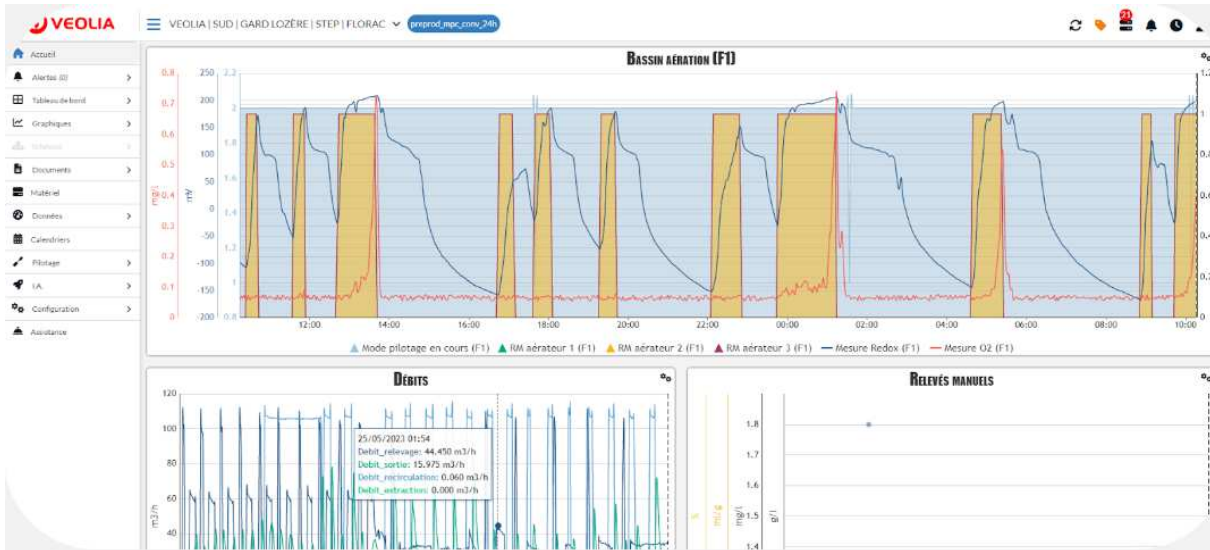 VEOLIA
VEOLIA | SUD | GARD LOZÈRE | STEP | FLORAC
preprod_mpc_conv_24h
21
Accueil
Alertes (0)
Tableau de bord
Graphiques
Documents
Matériel
Données
Calendriers
Pilotage
I.A.
Configuration
Assistance
BASSIN AÉRATION (F1)
0.8 250 2.2 1.2
0.7 200 2 1
0.6 150 1.8
0.5 100
mg/l 0.4 mV 50 1.6
0 1.4
0.3 -50 0.4
0.2 -100 1.2
0.1 -150 1
0 -200 0.8 0
12:00 14:00 16:00 18:00 20:00 22:00 00:00 02:00 04:00 06:00 08:00 10:00
Mode pilotage en cours (F1) RM aérateur 1 (F1) RM aérateur 2 (F1) RM aérateur 3 (F1) Mesure Redox (F1) Mesure O2 (F1)
DÉBITS
120
100
80
60
40
m3/h
25/05/2023 01:54
Debit_relevage: 44.450 m3/h
Debit_sortie: 15.975 m3/h
Debit_recirculation: 0.060 m3/h
Debit_extraction: 0.000 m3/h
RELEVÉS MANUELS
1.8
1.7
1.6
1.5
1.4
mg/l
mg/l
g/l